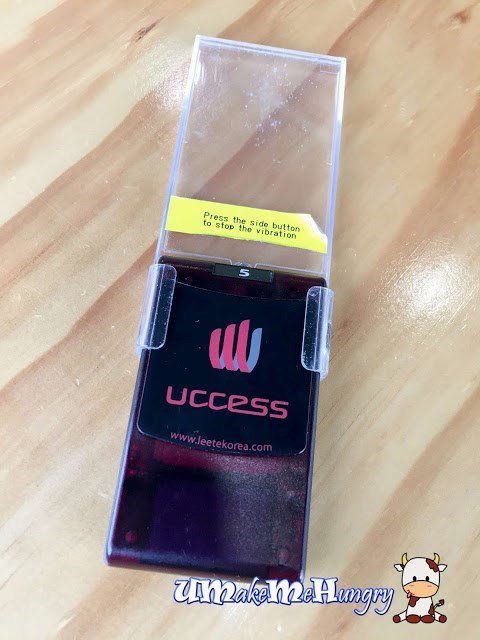 Press the side button
to stop the vibration
5
uccess
www.leetekorea.com
UMakeMeHungry